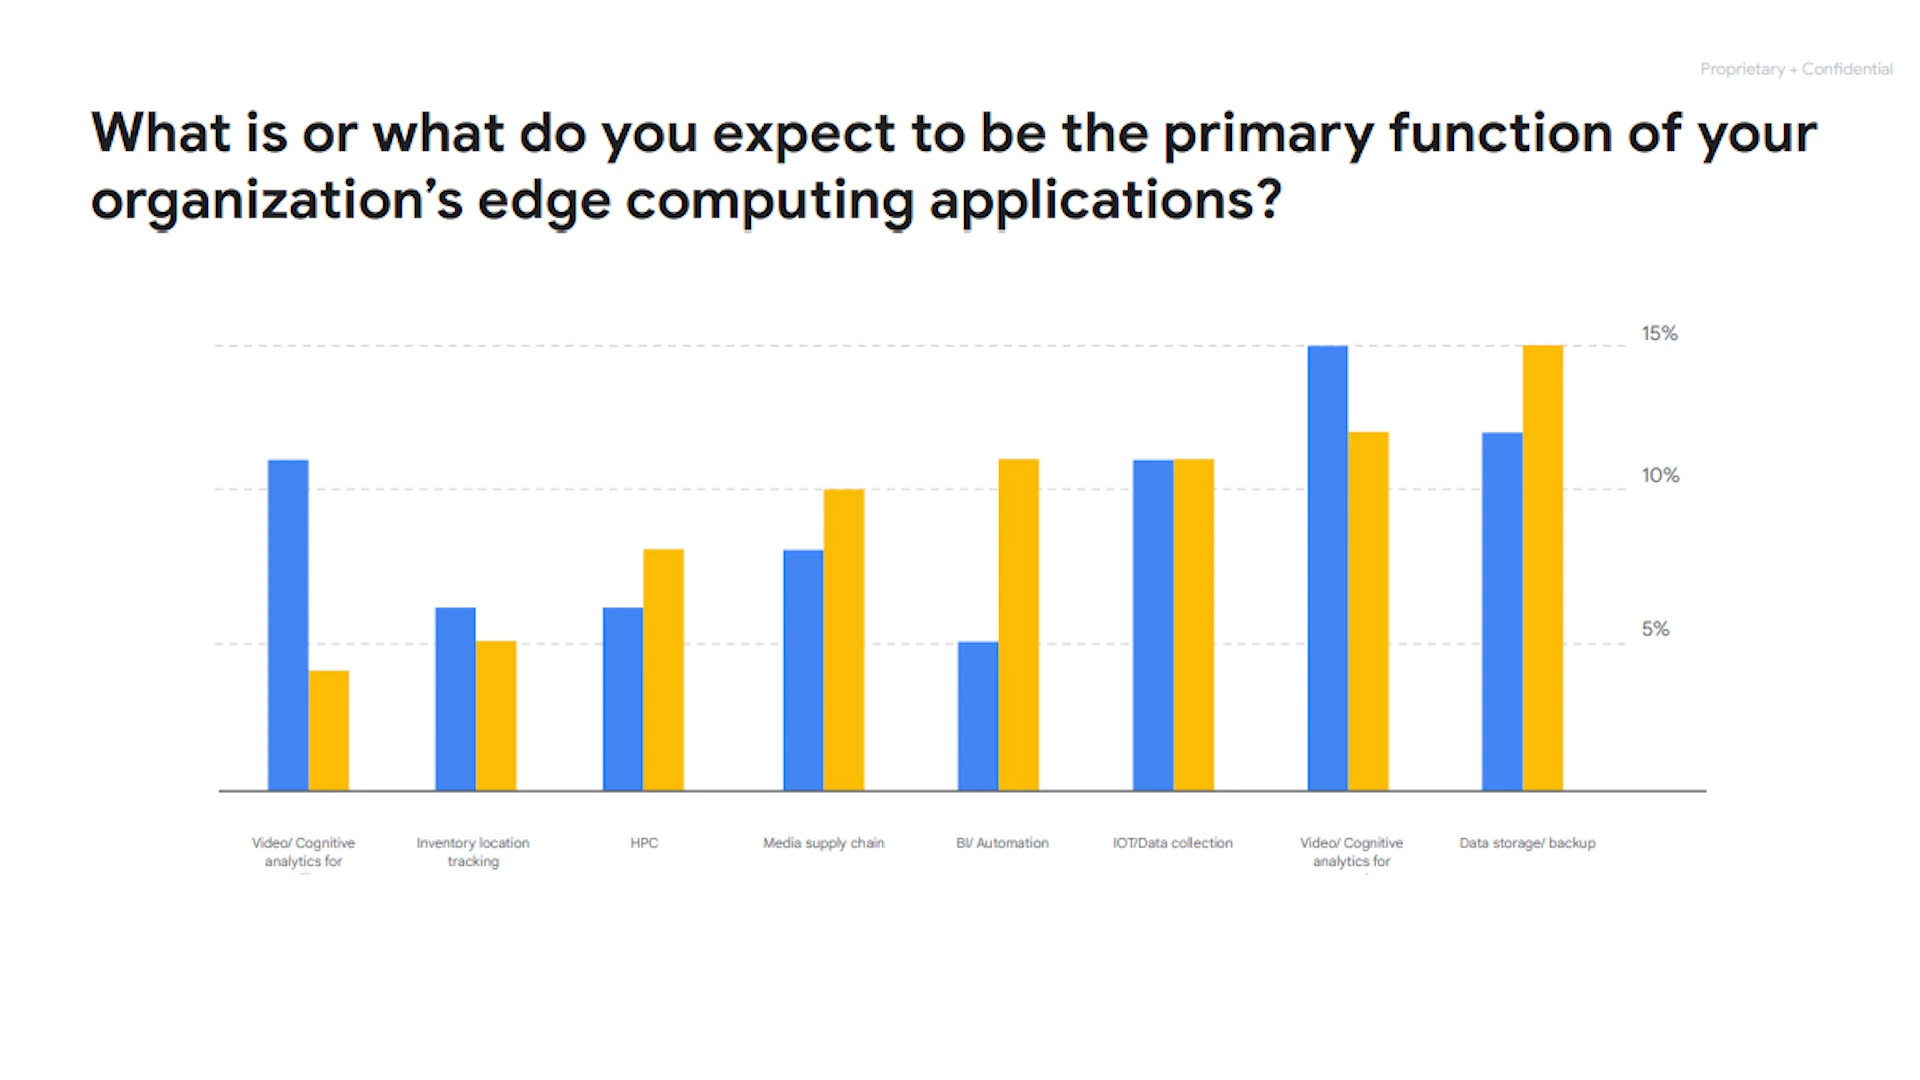 Proprietary + Confidential
What is or what do you expect to be the primary function of your
organization’s edge computing applications?
15%
10%
5%
Video/ Cognitive
analytics for
Inventory location
tracking
HPC
Media supply chain
BI/ Automation
IOT/Data collection
Video/ Cognitive
analytics for
Data storage/ backup